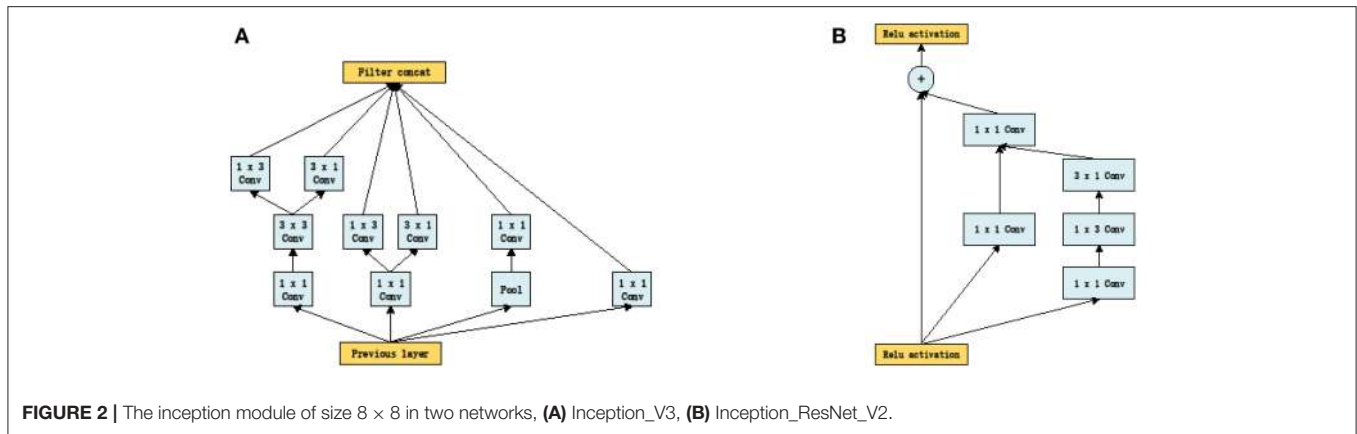 A
Filter concat
1 x 3
Conv
3 x 1
Conv
3 x 3
Conv
1 x 3
Conv
3 x 1
Conv
1 x 1
Conv
1 x 1
Conv
1 x 1
Conv
Pool
1 x 1
Conv
Previous layer
B
Relu activation
+
1 x 1 Conv
3 x 1 Conv
1 x 1 Conv
1 x 3 Conv
1 x 1 Conv
Relu activation
FIGURE 2 | The inception module of size 8 × 8 in two networks, (A) Inception_V3, (B) Inception_ResNet_V2.